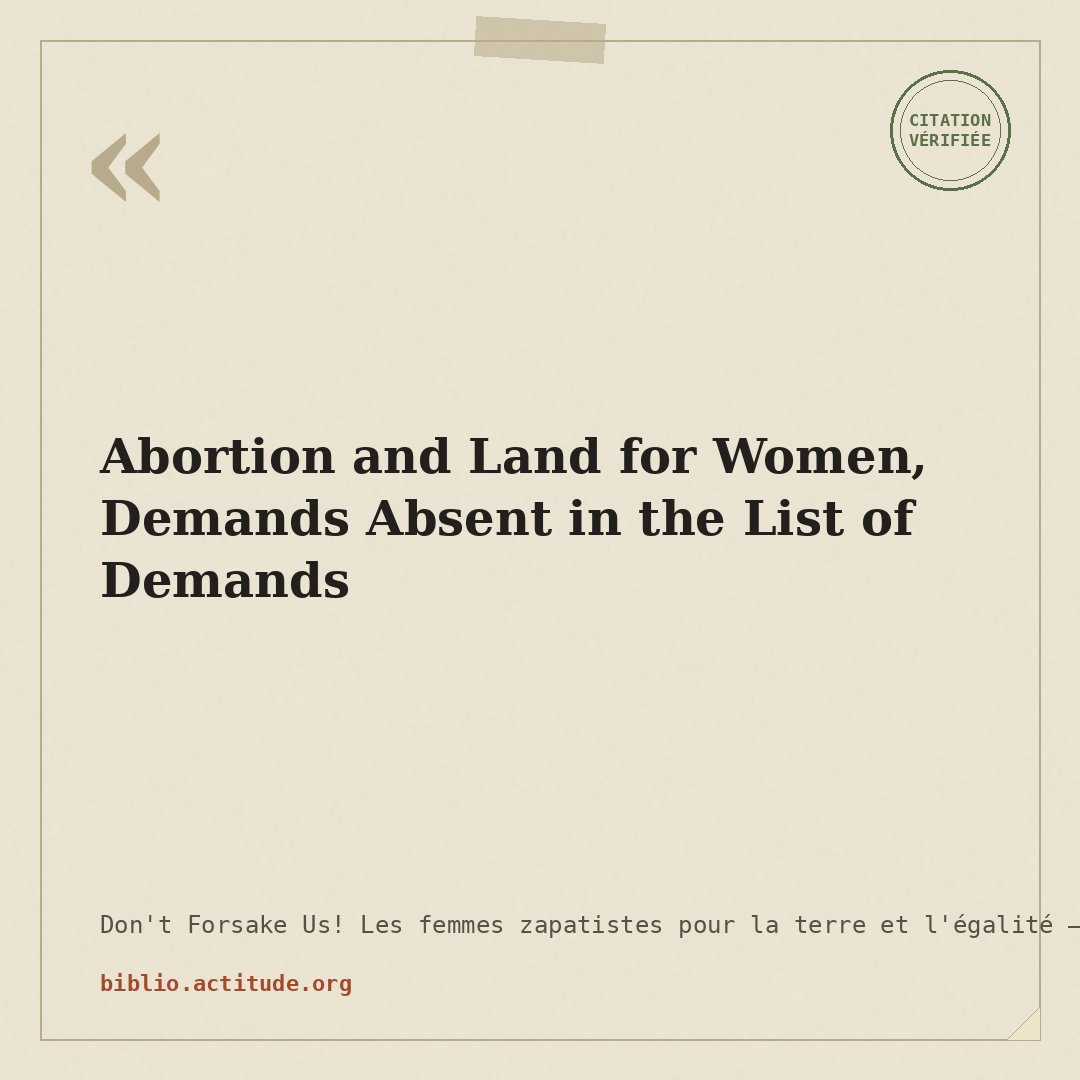 «
CITATION
VÉRIFIÉE
Abortion and Land for Women,
Demands Absent in the List of
Demands
Don't Forsake Us! Les femmes zapatistes pour la terre et l'égalité —
biblio.actitude.org